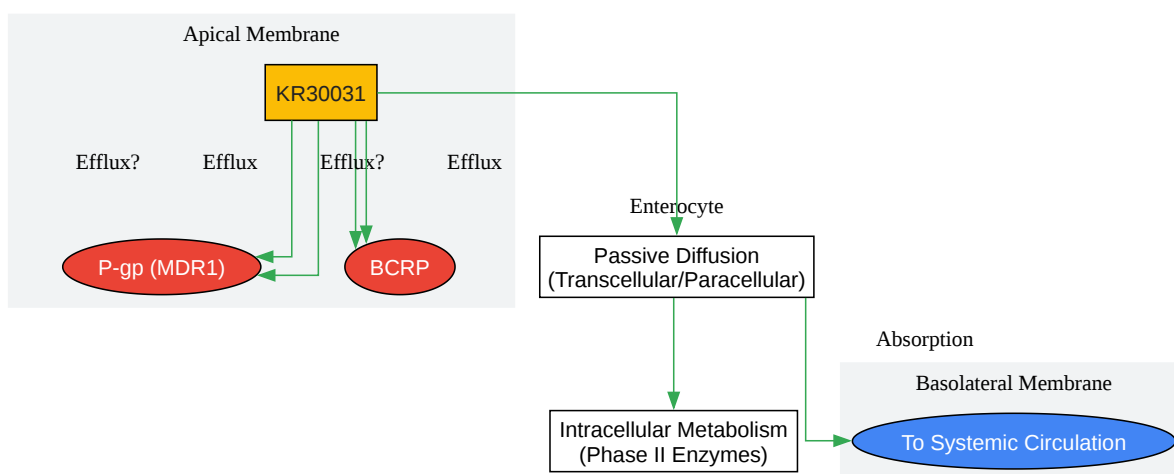 Apical Membrane
KR30031
Efflux?
Efflux
Efflux?
Efflux
Enterocyte
P-gp (MDR1)
BCRP
Passive Diffusion
(Transcellular/Paracellular)
Absorption
Basolateral Membrane
Intracellular Metabolism
(Phase II Enzymes)
To Systemic Circulation